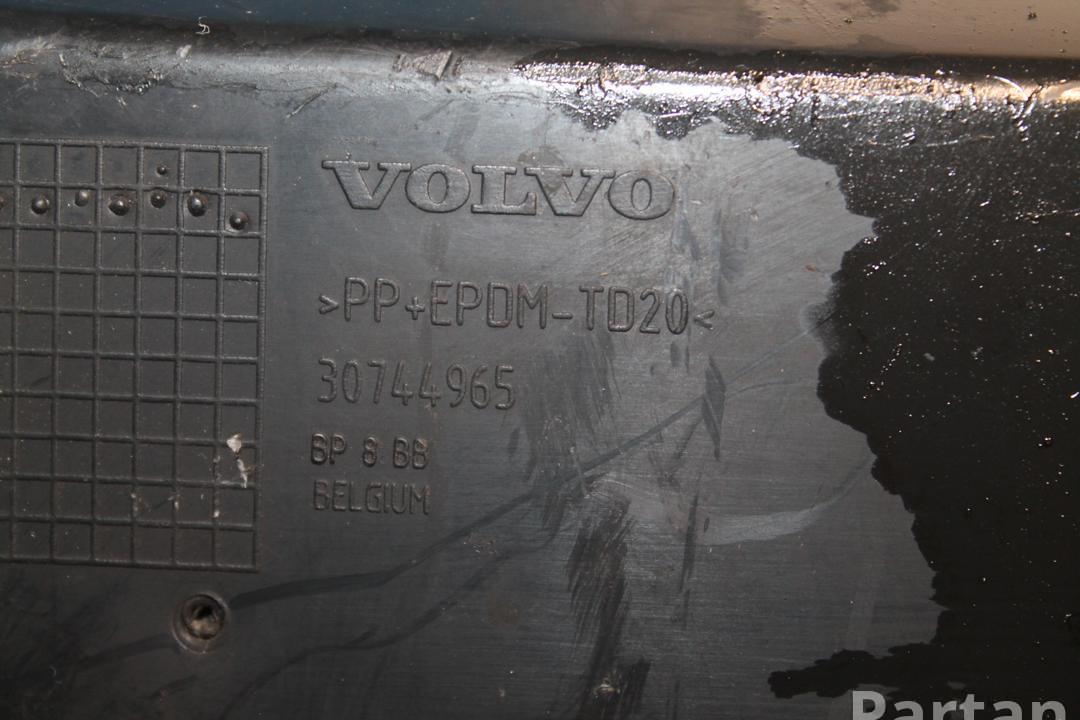 VOLVO
>PP+EPDM-TD20<
30744965
BP 8 BB
BELGIUM
Partan